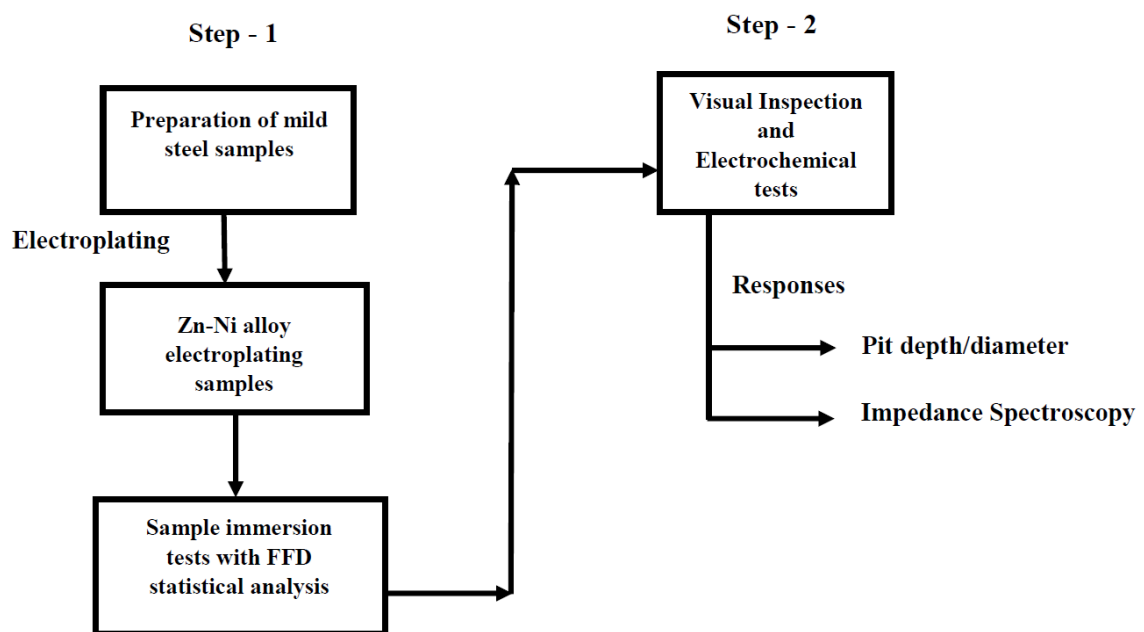 Step - 1
Preparation of mild
steel samples
Electroplating
Zn-Ni alloy
electroplating
samples
Sample immersion
tests with FFD
statistical analysis
Step - 2
Visual Inspection
and
Electrochemical
tests
Responses
Pit depth/diameter
Impedance Spectroscopy